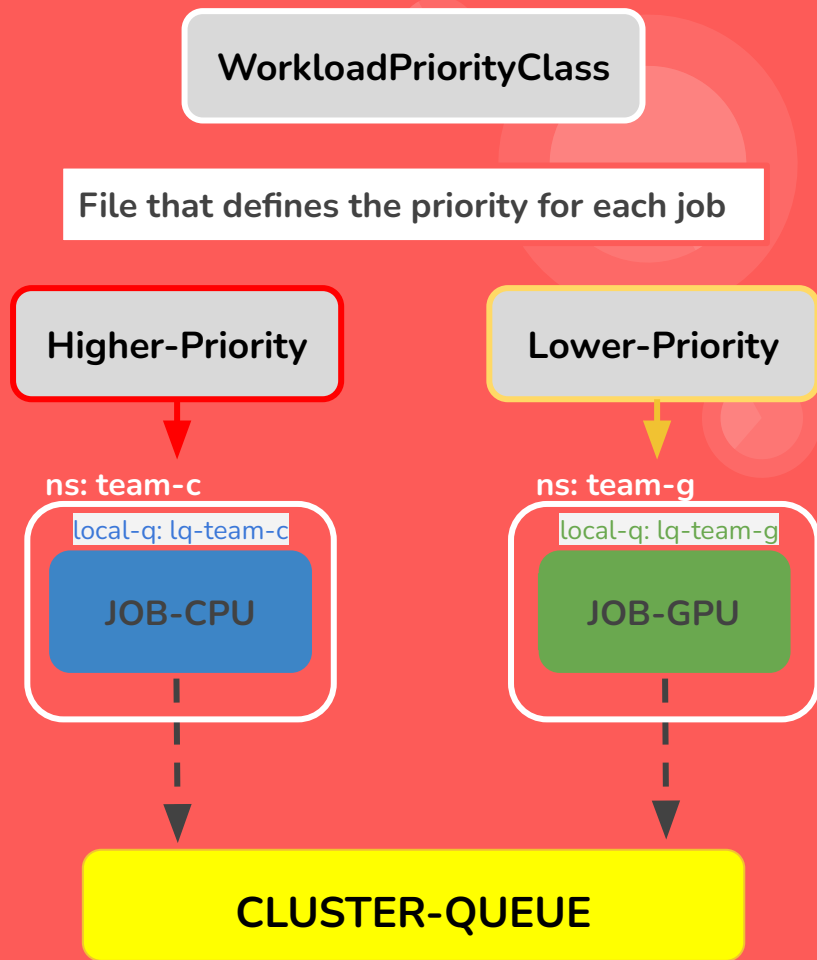 WorkloadPriorityClass
File that defines the priority for each job
Higher-Priority
Lower-Priority
ns: team-c
ns: team-g
local-q: lq-team-c
local-q: lq-team-g
JOB-CPU
JOB-GPU
CLUSTER-QUEUE